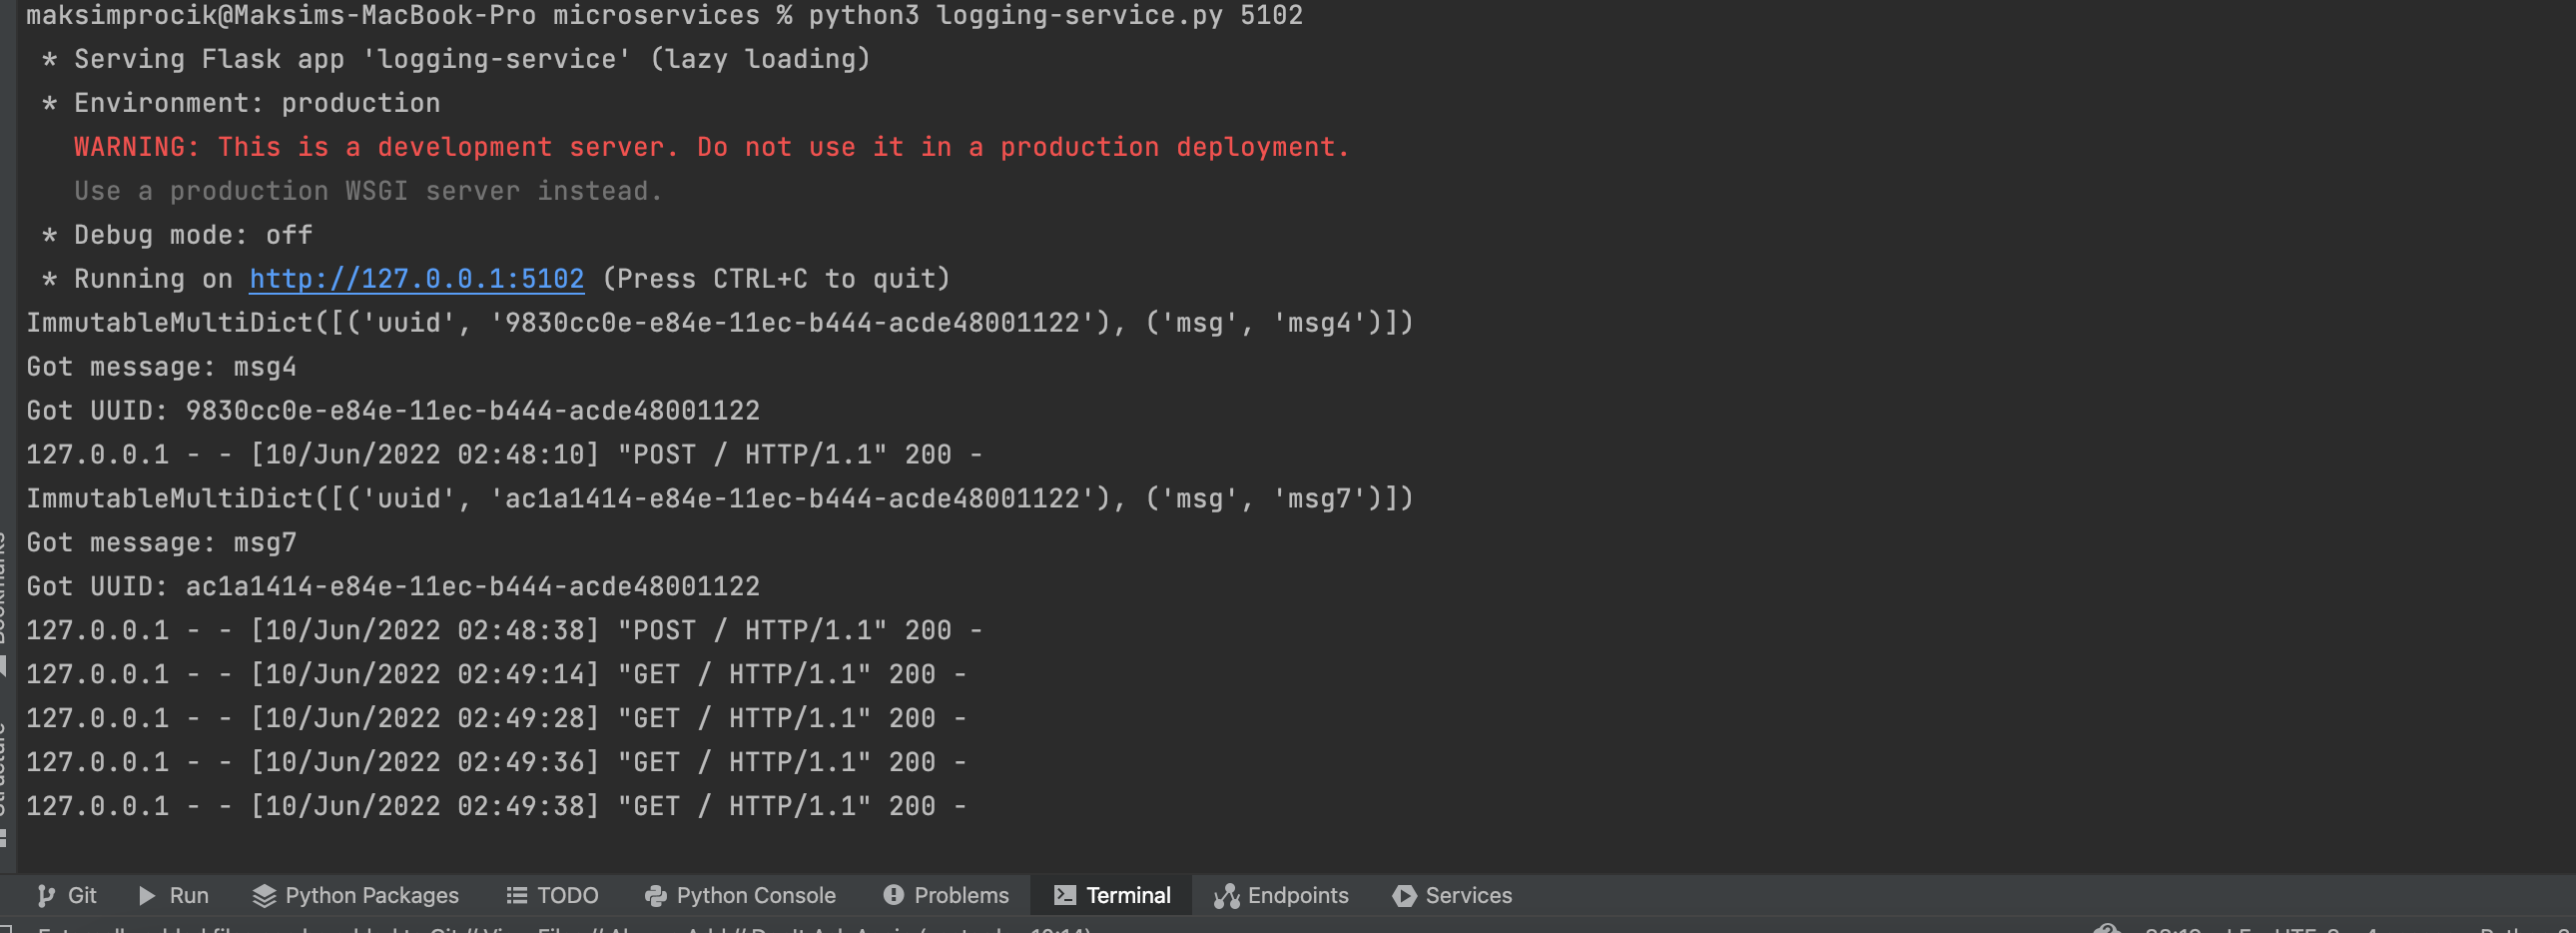 maksimprocik@Maksims-MacBook-Pro microservices % python3 logging-service.py 5102
* Serving Flask app 'logging-service' (lazy loading)
* Environment: production
WARNING: This is a development server. Do not use it in a production deployment.
Use a production WSGI server instead.
* Debug mode: off
* Running on http://127.0.0.1:5102 (Press CTRL+C to quit)
ImmutableMultiDict([('uuid', '9830cc0e-e84e-11ec-b444-acde48001122'), ('msg', 'msg4')])
Got message: msg4
Got UUID: 9830cc0e-e84e-11ec-b444-acde48001122
127.0.0.1 - - [10/Jun/2022 02:48:10] "POST / HTTP/1.1" 200 -
ImmutableMultiDict([('uuid', 'ac1a1414-e84e-11ec-b444-acde48001122'), ('msg', 'msg7')])
Got message: msg7
Got UUID: ac1a1414-e84e-11ec-b444-acde48001122
127.0.0.1 - - [10/Jun/2022 02:48:38] "POST / HTTP/1.1" 200 -
127.0.0.1 - - [10/Jun/2022 02:49:14] "GET / HTTP/1.1" 200 -
127.0.0.1 - - [10/Jun/2022 02:49:28] "GET / HTTP/1.1" 200 -
127.0.0.1 - - [10/Jun/2022 02:49:36] "GET / HTTP/1.1" 200 -
127.0.0.1 - - [10/Jun/2022 02:49:38] "GET / HTTP/1.1" 200 -
Git Run Python Packages TODO Python Console Problems Terminal Endpoints Services